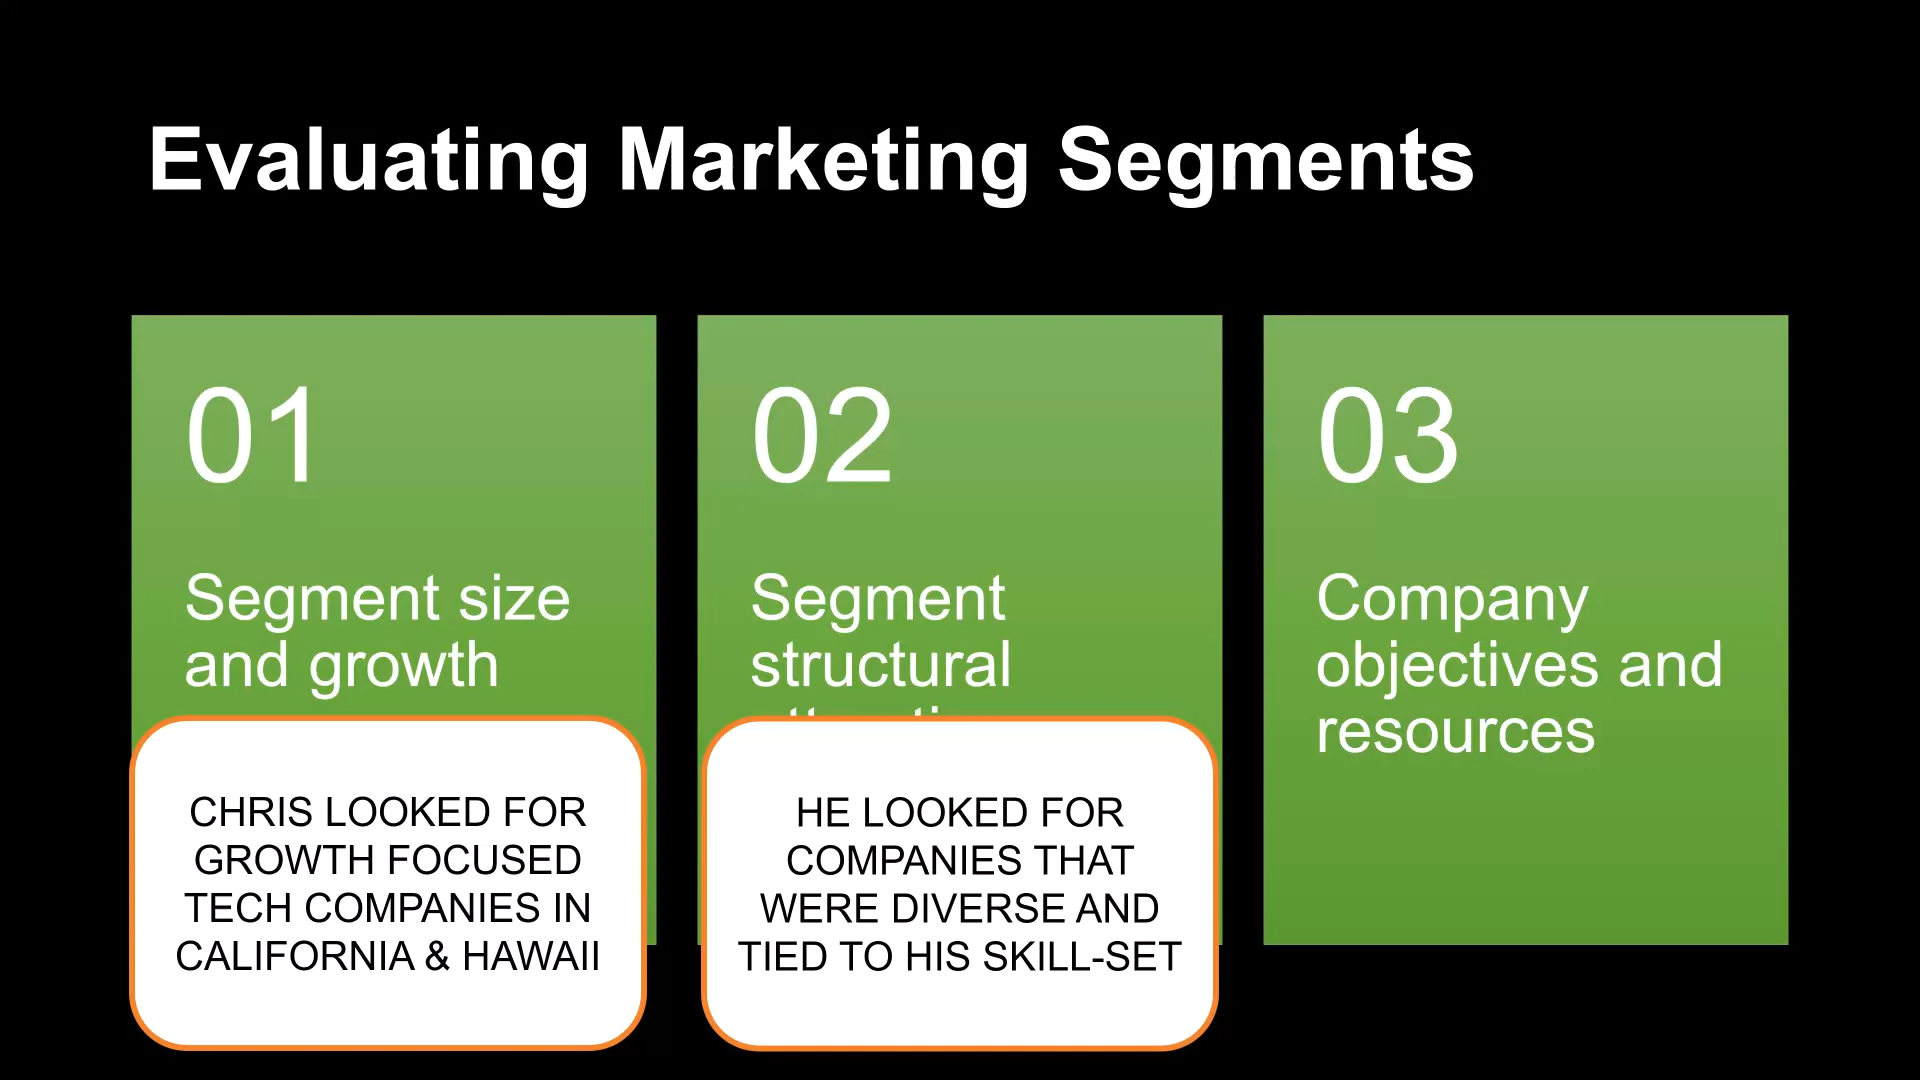 Evaluating Marketing Segments
01
Segment size
and growth
CHRIS LOOKED FOR
GROWTH FOCUSED
TECH COMPANIES IN
CALIFORNIA & HAWAII
02
Segment
structural
HE LOOKED FOR
COMPANIES THAT
WERE DIVERSE AND
TIED TO HIS SKILL-SET
03
Company
objectives and
resources